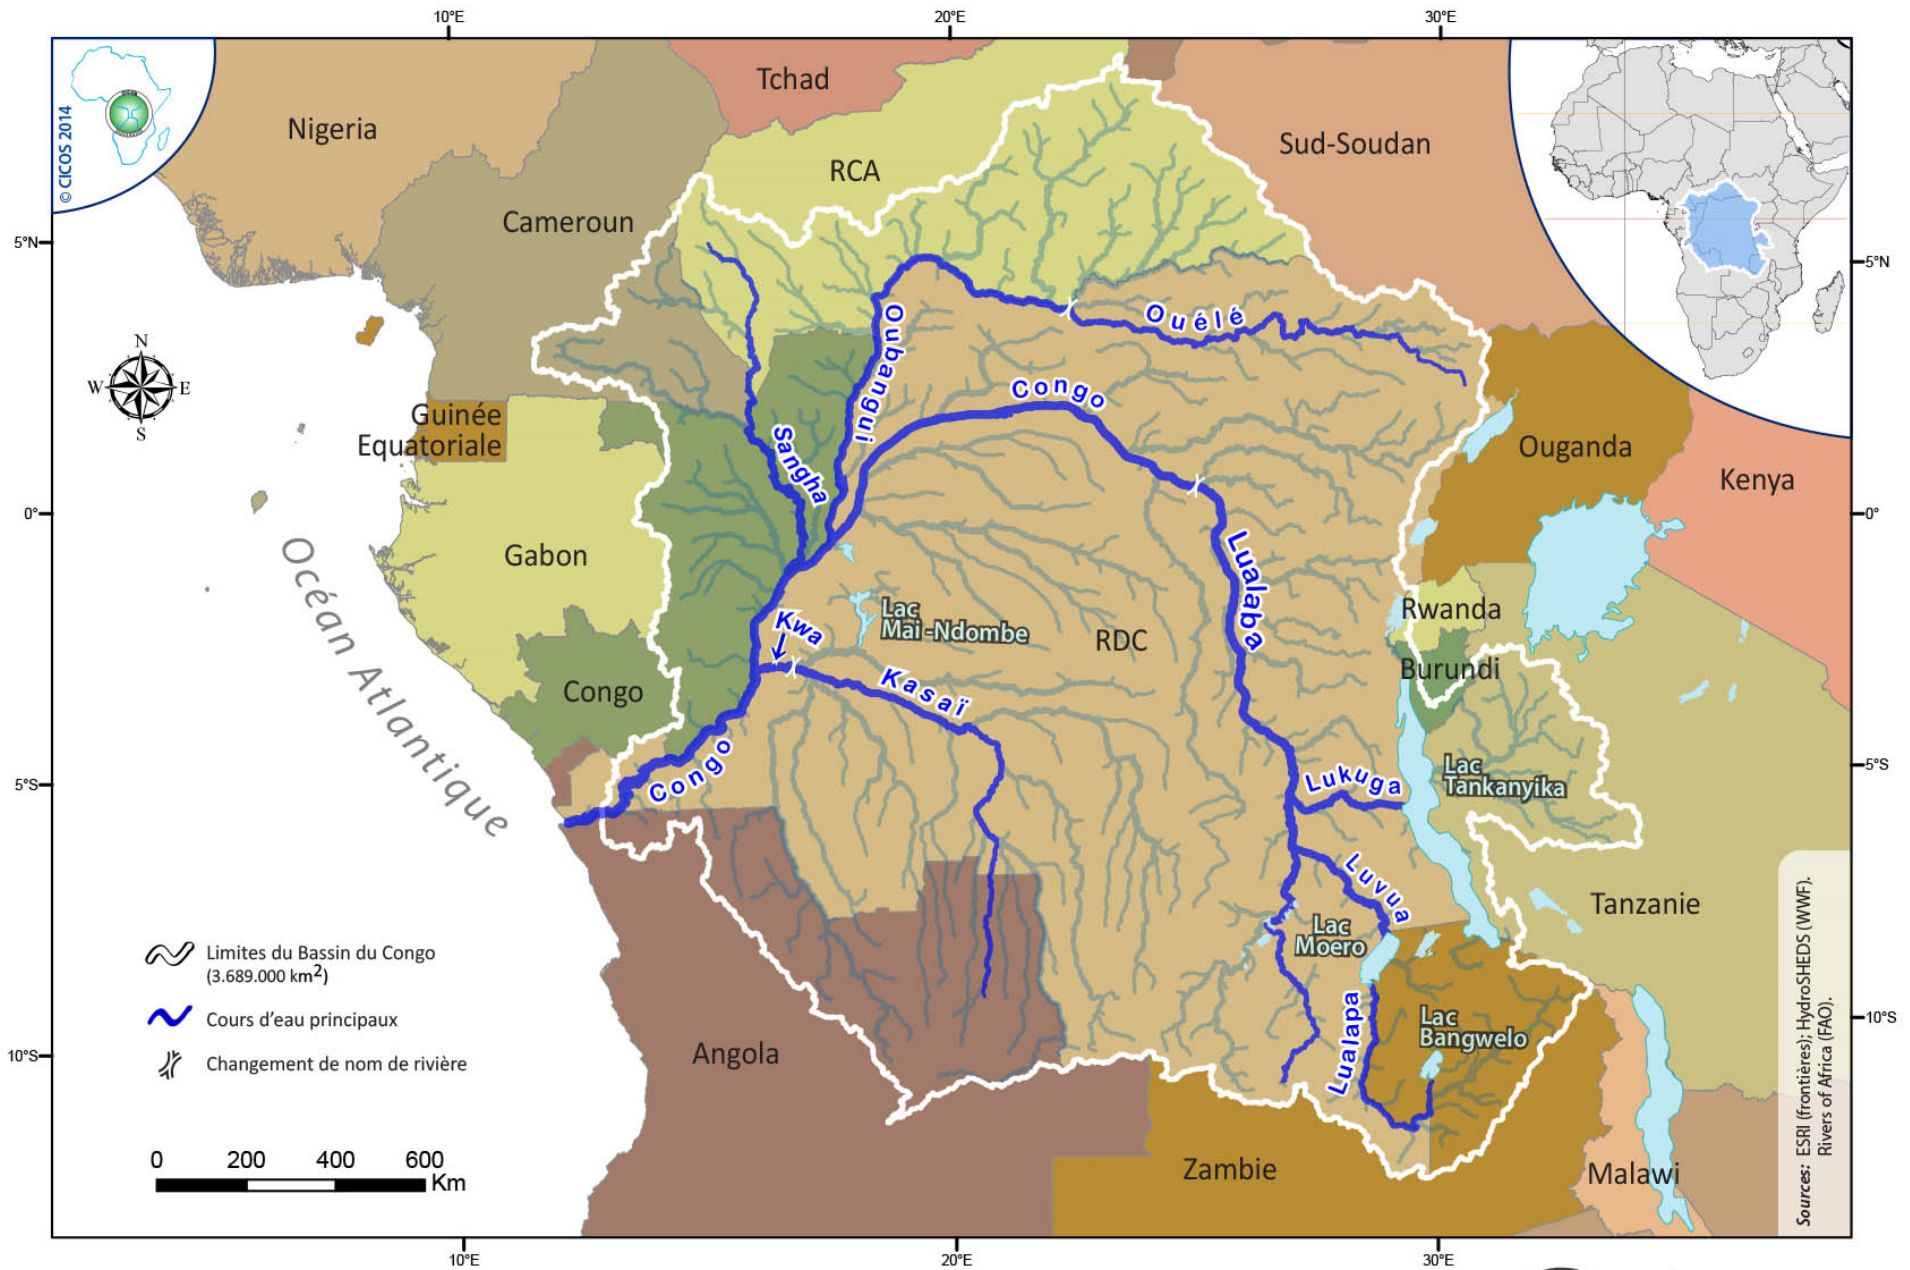 10°E
20°E
30°E
© CICOS 2014
Nigeria
Tchad
RCA
Sud-Soudan
Cameroun
5°N
5°N
Ouélé
Oubangui
Congo
N
W
E
S
Guinée
Equatoriale
Sangha
Ouganda
Kenya
0°
0°
Océan Atlantique
Gabon
Lualaba
Kwa
Lac
Mai -Ndombe
RDC
Rwanda
Burundi
Congo
Kasaï
Congo
Lukuga
Lac
Tankanyika
5°S
5°S
Luvua
Tanzanie
Lac
Moero
Limites du Bassin du Congo
(3.689.000 km²)
Cours d'eau principaux
Changement de nom de rivière
Lualapa
Lac
Bangwelo
10°S
10°S
Angola
Zambie
Malawi
0 200 400 600
Km
Sources: ESRI (frontières); HydroSHEDS (WWF).
Rivers of Africa (FAO).
10°E
20°E
30°E